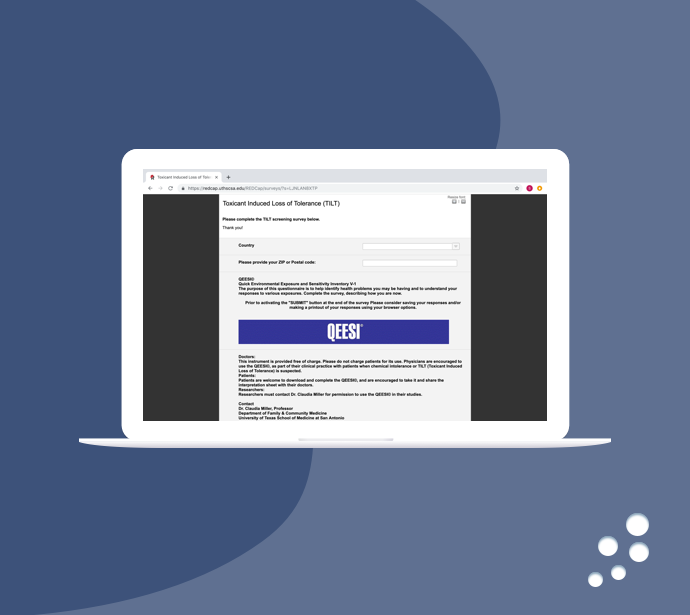 Toxicant Induced Loss of Toler
https://redcap.uthscsa.edu/REDCap/surveys/?s=LJNLANKETP
Toxicant Induced Loss of Tolerance (TILT)
Please complete the TILT screening survey below.
Thank you!
Country
Please provide your ZIP or Postal code:
QEESI©
Quick Environmental Exposure and Sensitivity Inventory V-1
The purpose of this questionnaire is to help identify health problems you may be having and to understand your
responses to various exposures. Complete the survey, describing how you are now.
Prior to activating the "SUBMIT" button at the end of the survey Please consider saving your responses and/or
making a printout of your responses using your browser options.
QEESI
Doctors:
This instrument is provided free of charge. Please do not charge patients for its use. Physicians are encouraged to
use the QEESI©, as part of their clinical practice with patients when chemical intolerance or TILT (Toxicant Induced
Loss of Tolerance) is suspected.
Patients:
Patients are welcome to download and complete the QEESI©, and are encouraged to take it and share the
interpretation sheet with their doctors.
Researchers:
Researchers must contact Dr. Claudia Miller for permission to use the QEESI© in their studies.
Contact
Dr. Claudia Miller, Professor
Department of Family & Community Medicine
University of Texas School of Medicine at San Antonio